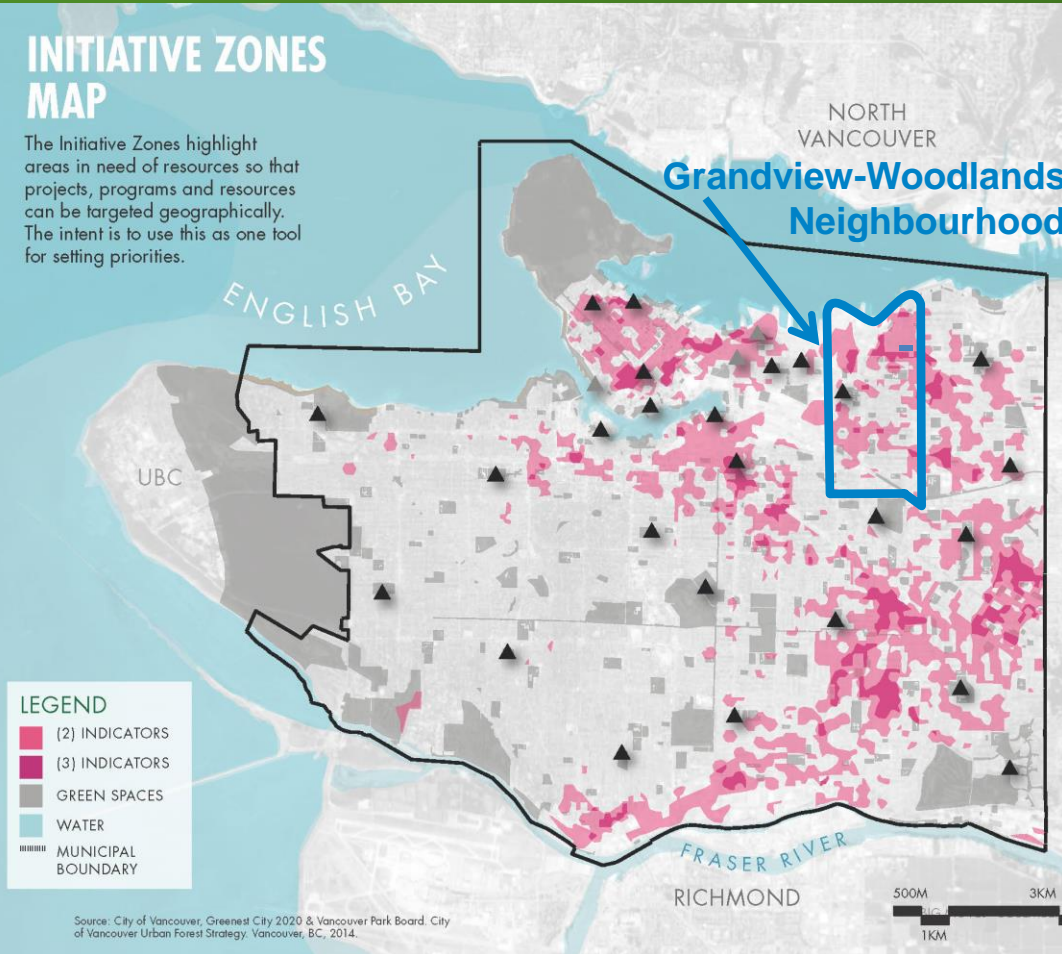 INITIATIVE ZONES
MAP
The Initiative Zones highlight
areas in need of resources so that
projects, programs and resources
can be targeted geographically.
The intent is to use this as one tool
for setting priorities.
NORTH
VANCOUVER
Grandview-Woodlands
Neighbourhood
ENGLISH BAY
UBC
LEGEND
(2) INDICATORS
(3) INDICATORS
GREEN SPACES
WATER
MUNICIPAL
BOUNDARY
FRASER RIVER
RICHMOND
500M 3KM
1KM
Source: City of Vancouver, Greenest City 2020 & Vancouver Park Board. City
of Vancouver Urban Forest Strategy. Vancouver, BC, 2014.